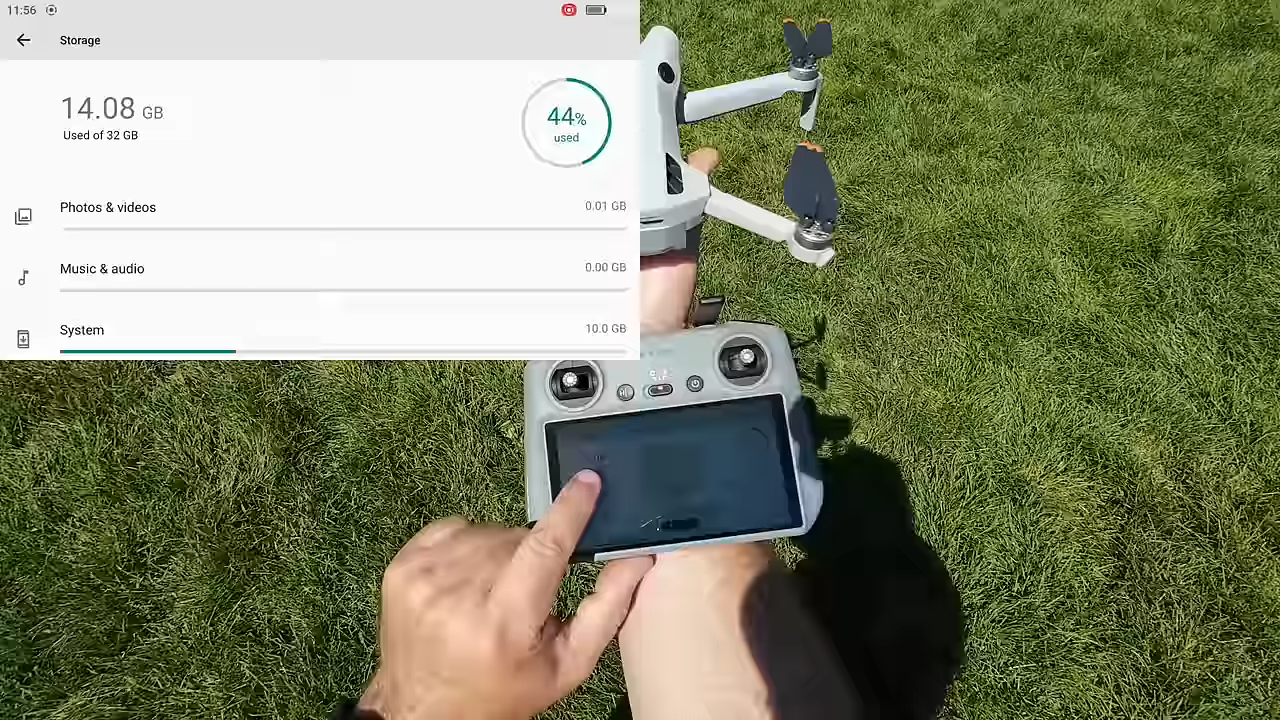 11:56
Storage
14.08 GB
Used of 32 GB
44%
used
Photos & videos
0.01 GB
Music & audio
0.00 GB
System
10.0 GB